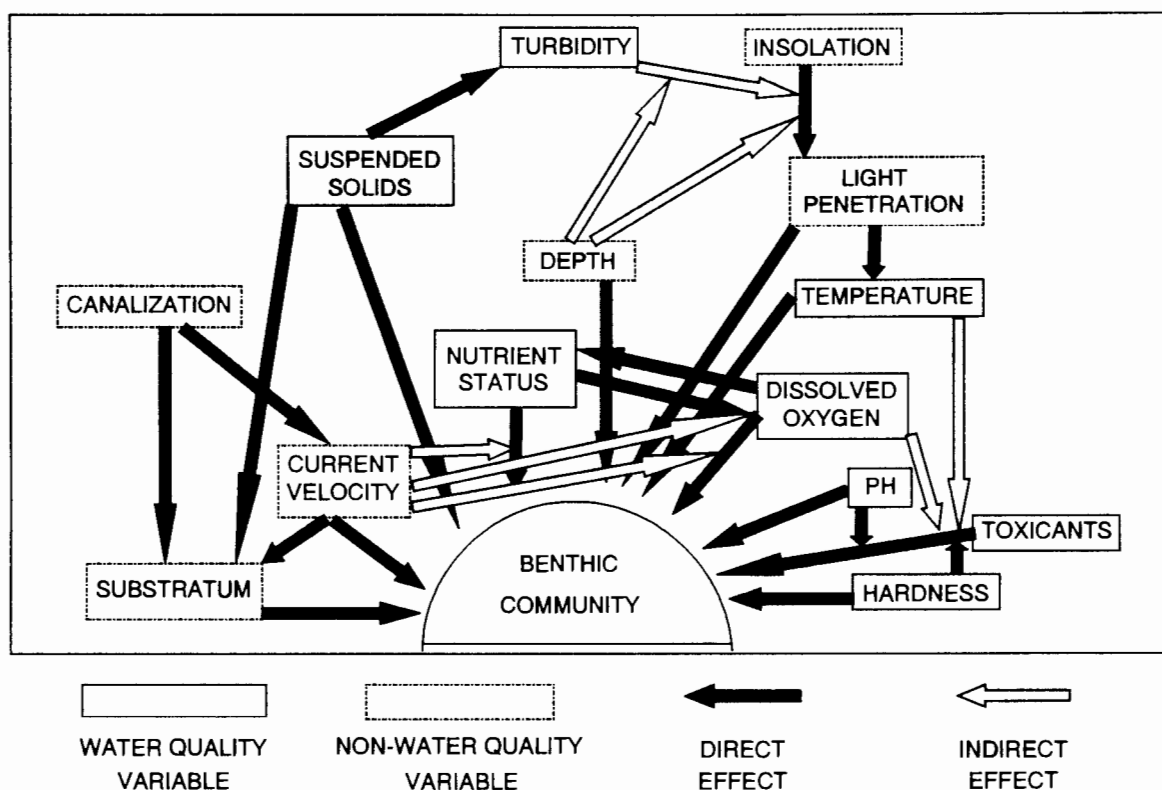 TURBIDITY
INSOLATION
SUSPENDED
SOLIDS
LIGHT
PENETRATION
DEPTH
CANALIZATION
TEMPERATURE
NUTRIENT
STATUS
DISSOLVED
OXYGEN
CURRENT
VELOCITY
PH
TOXICANTS
SUBSTRATUM
BENTHIC
COMMUNITY
HARDNESS
WATER QUALITY
VARIABLE
NON-WATER QUALITY
VARIABLE
DIRECT
EFFECT
INDIRECT
EFFECT